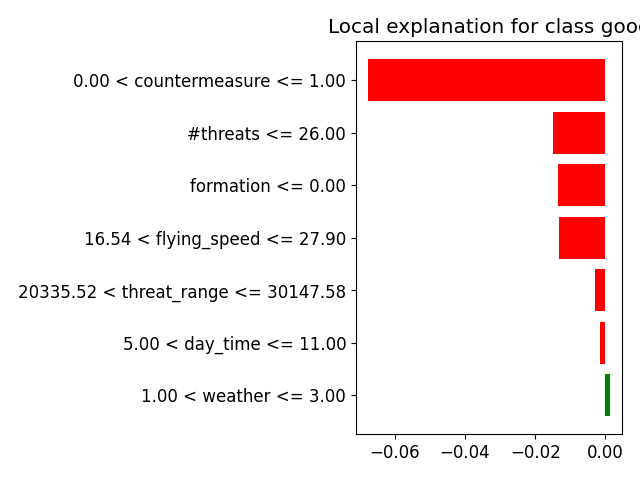 Local explanation for class goo
0.00 < countermeasure <= 1.00
#threats <= 26.00
formation <= 0.00
16.54 < flying_speed <= 27.90
20335.52 < threat_range <= 30147.58
5.00 < day_time <= 11.00
1.00 < weather <= 3.00
−0.06 −0.04 −0.02 0.00